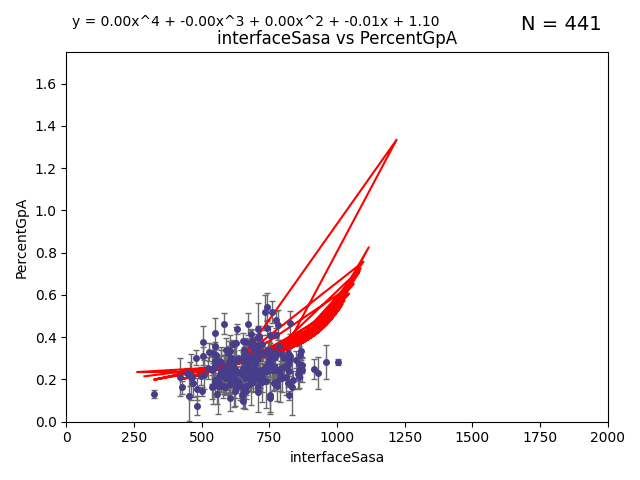 y = 0.00x^4 + -0.00x^3 + 0.00x^2 + -0.01x + 1.10
N = 441
interfaceSasa vs PercentGpA
PercentGpA
1.6
1.4
1.2
1.0
0.8
0.6
0.4
0.2
0.0
0 250 500 750 1000 1250 1500 1750 2000
interfaceSasa